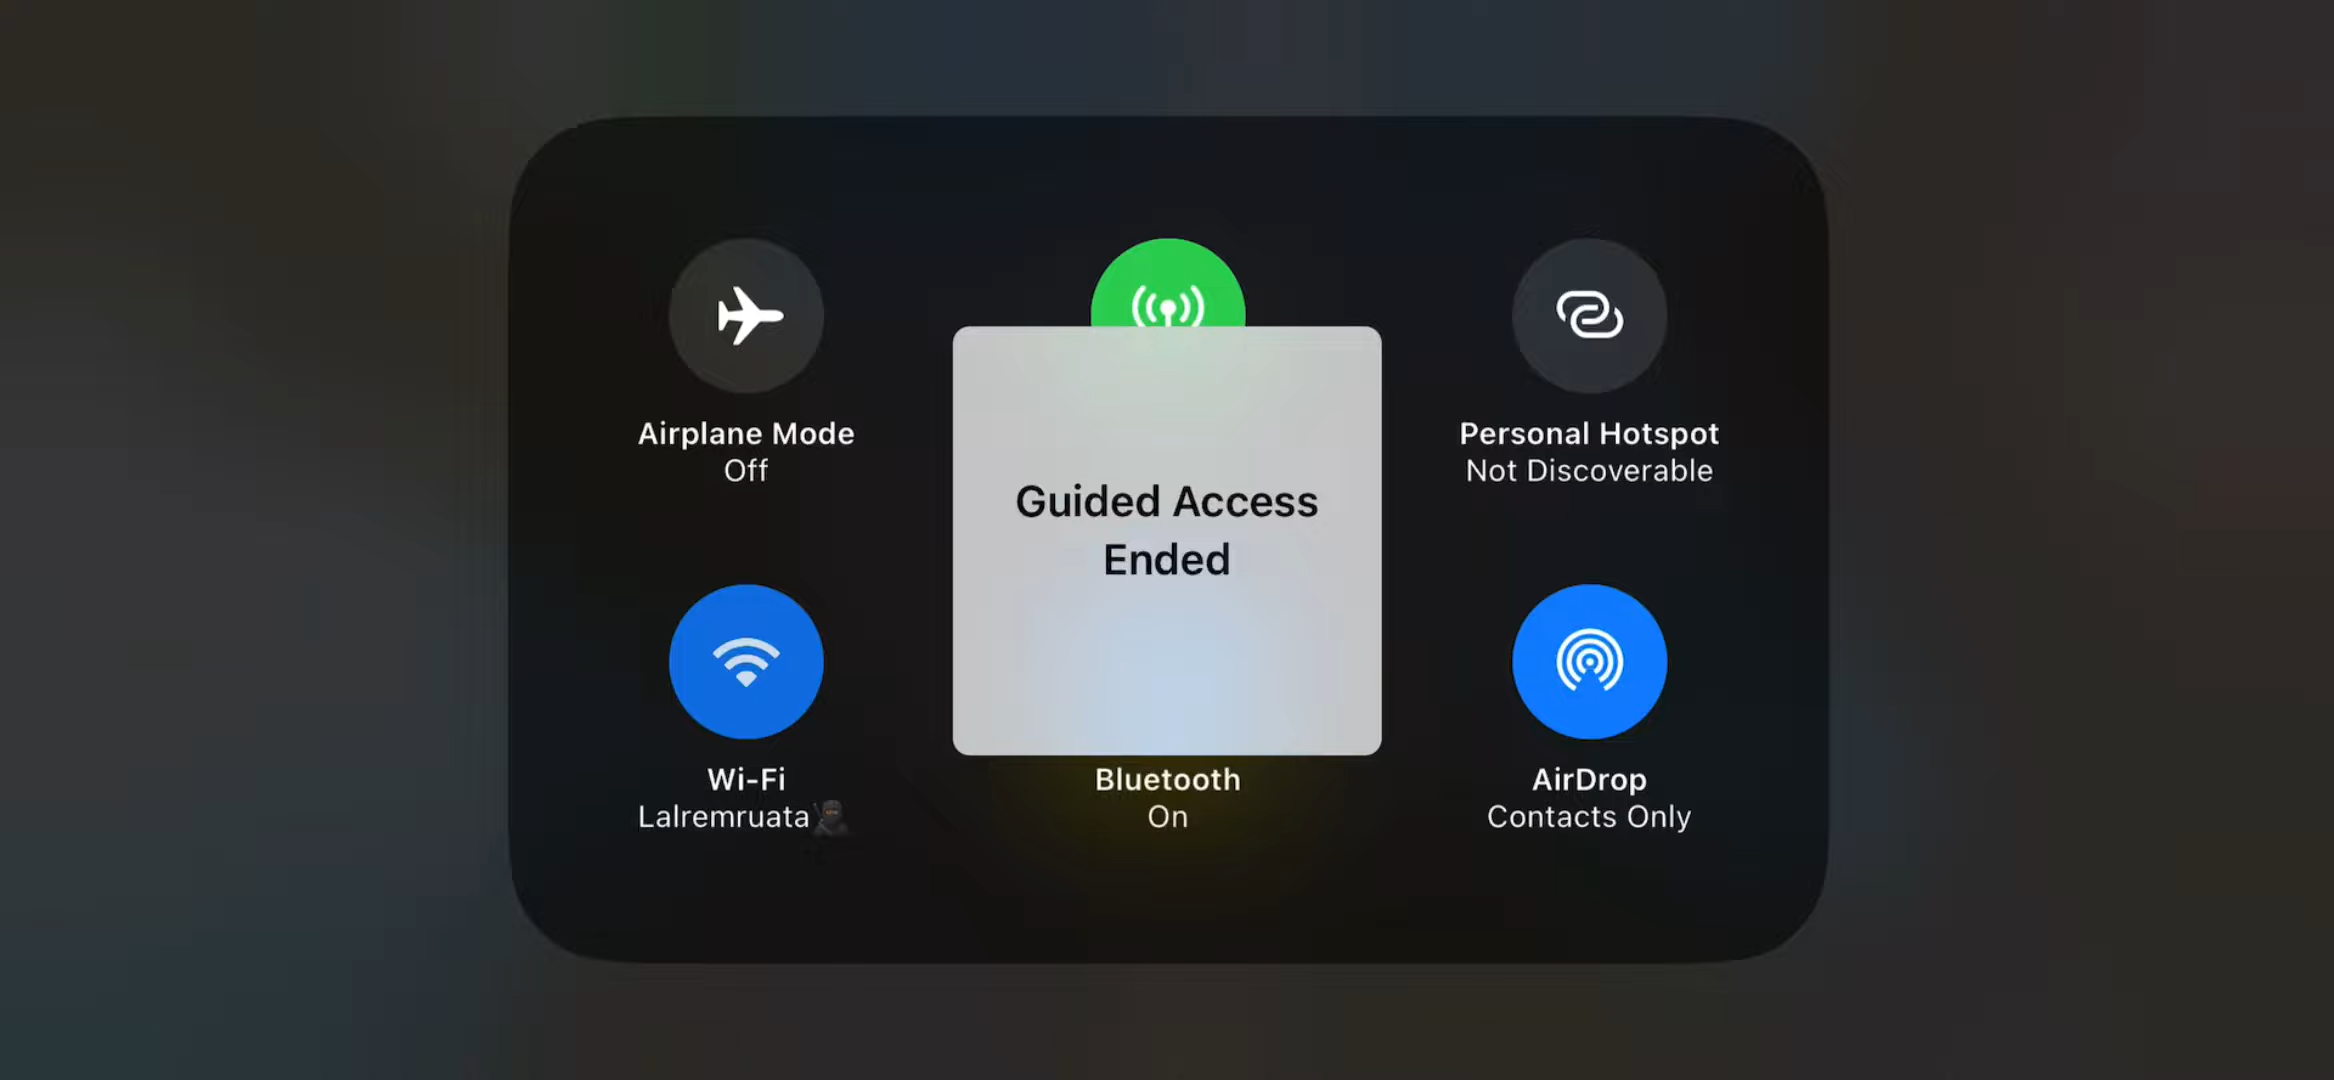 Airplane Mode
Off
Personal Hotspot
Not Discoverable
Guided Access
Ended
Wi-Fi
Lalremruata🥷
Bluetooth
On
AirDrop
Contacts Only